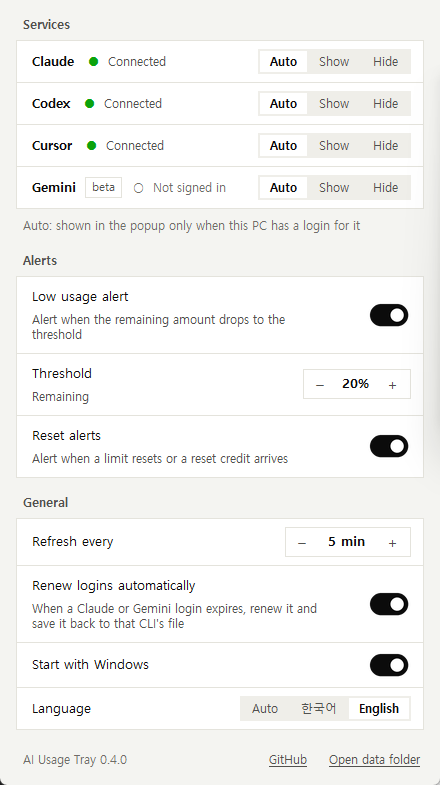 Services
Claude Connected Auto Show Hide
Codex Connected Auto Show Hide
Cursor Connected Auto Show Hide
Gemini beta Not signed in Auto Show Hide
Auto: shown in the popup only when this PC has a login for it
Alerts
Low usage alert
Alert when the remaining amount drops to the
threshold
Threshold
Remaining
− 20% +
Reset alerts
Alert when a limit resets or a reset credit arrives
General
Refresh every − 5 min +
Renew logins automatically
When a Claude or Gemini login expires, renew it and
save it back to that CLI's file
Start with Windows
Language Auto 한국어 English
AI Usage Tray 0.4.0 GitHub Open data folder